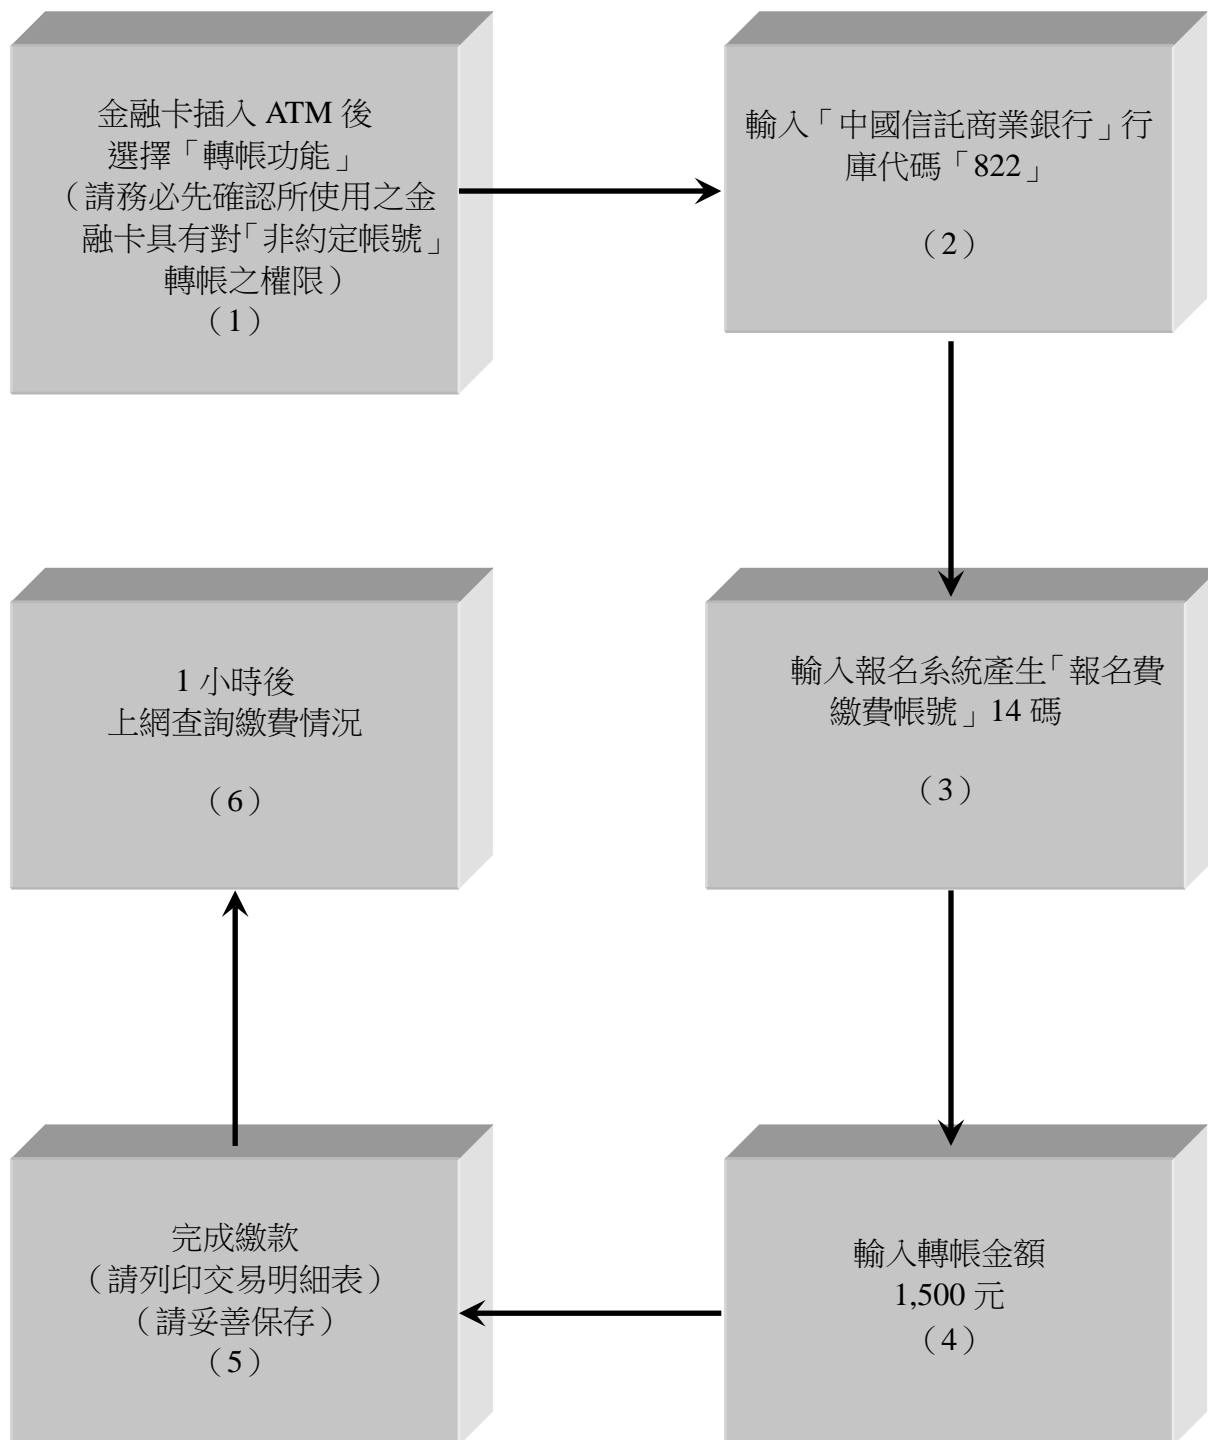 金融卡插入 ATM 後
選擇「轉帳功能」
（請務必先確認所使用之金
融卡具有對「非約定帳號」
轉帳之權限）
（1）
輸入「中國信託商業銀行」行
庫代碼「822」
（2）
輸入報名系統產生「報名費
繳費帳號」14 碼
（3）
輸入轉帳金額
1,500 元
（4）
完成繳款
（請列印交易明細表）
（請妥善保存）
（5）
1 小時後
上網查詢繳費情況
（6）